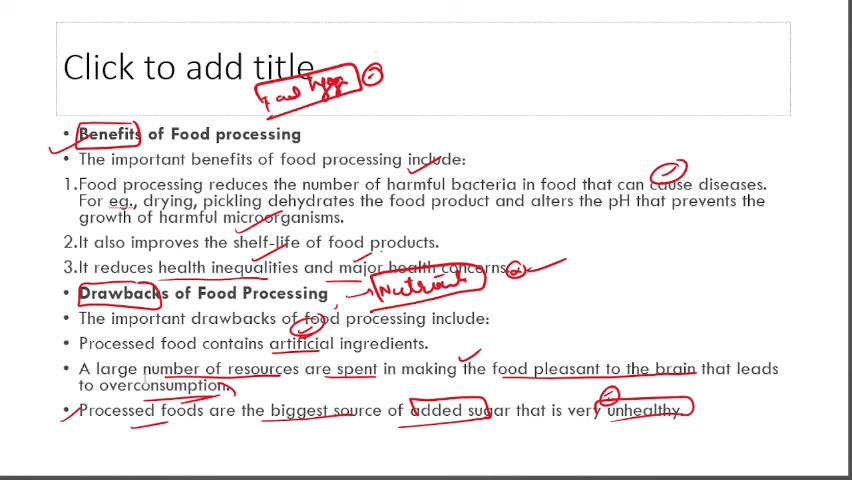 Click to add title
• Benefits of Food processing
• The important benefits of food processing include:
1.Food processing reduces the number of harmful bacteria in food that can cause diseases.
For eg., drying, pickling dehydrates the food product and alters the pH that prevents the
growth of harmful microorganisms.
2.It also improves the shelf-life of food products.
3.It reduces health inequalities and major health concerns
• Drawbacks of Food Processing
Nutrients
• The important drawbacks of food processing include:
• Processed food contains artificial ingredients.
• A large number of resources are spent in making the food pleasant to the brain that leads
to overconsumption.
• Processed foods are the biggest source of added sugar that is very unhealthy.